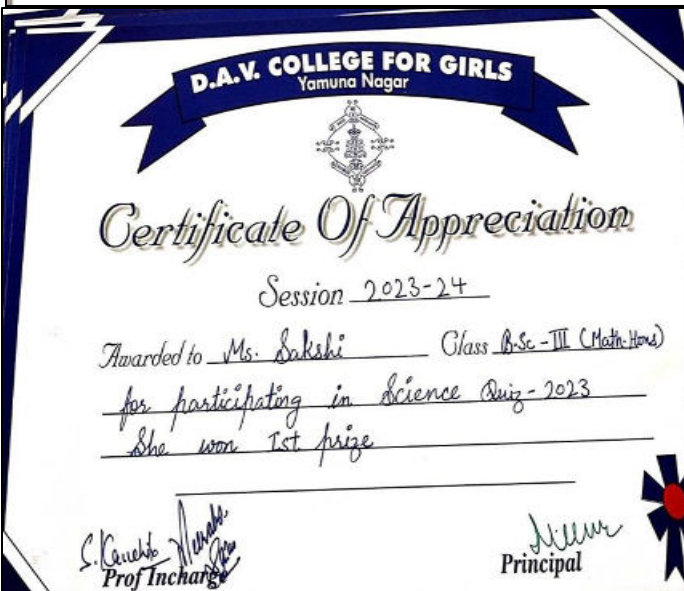 D.A.V. COLLEGE FOR GIRLS
Yamuna Nagar
Certificate Of Appreciation
Session 2023-24
Awarded to Ms. Sakshi Class B.Sc-III (Math-Hons)
for participating in Science Quiz-2023
She won Ist prize
Prof Incharge
Principal